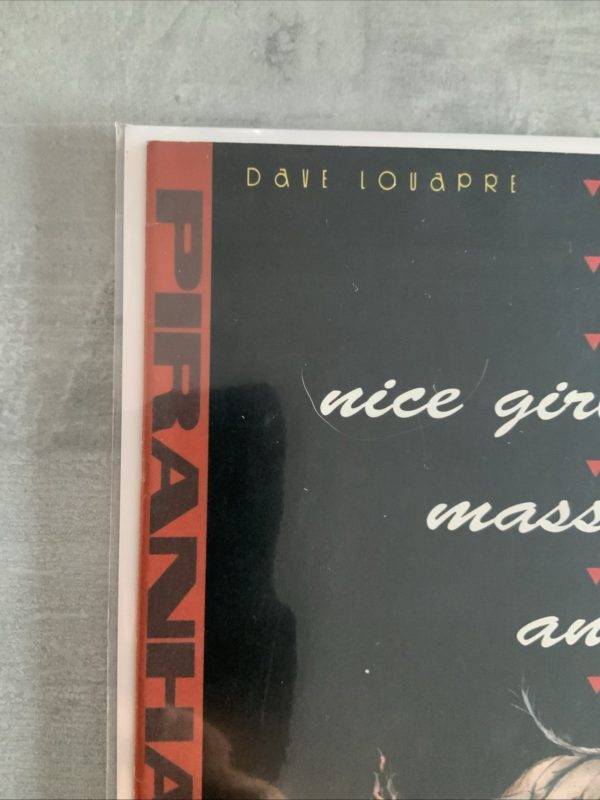 DAVE LOUAPRE
PIRANHA
nice gir
mass
an